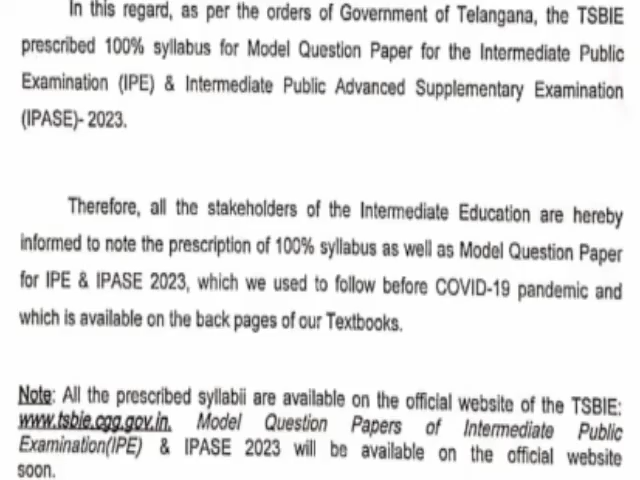 In this regard, as per the orders of Government of Telangana, the TSBIE
prescribed 100% syllabus for Model Question Paper for the Intermediate Public
Examination (IPE) & Intermediate Public Advanced Supplementary Examination
(IPASE)- 2023.
Therefore, all the stakeholders of the Intermediate Education are hereby
informed to note the prescription of 100% syllabus as well as Model Question Paper
for IPE & IPASE 2023, which we used to follow before COVID-19 pandemic and
which is available on the back pages of our Textbooks.
Note: All the prescribed syllabii are available on the official website of the TSBIE:
www.tsbie.cgg.gov.in. Model Question Papers of Intermediate Public
Examination(IPE) & IPASE 2023 will be available on the official website
soon.